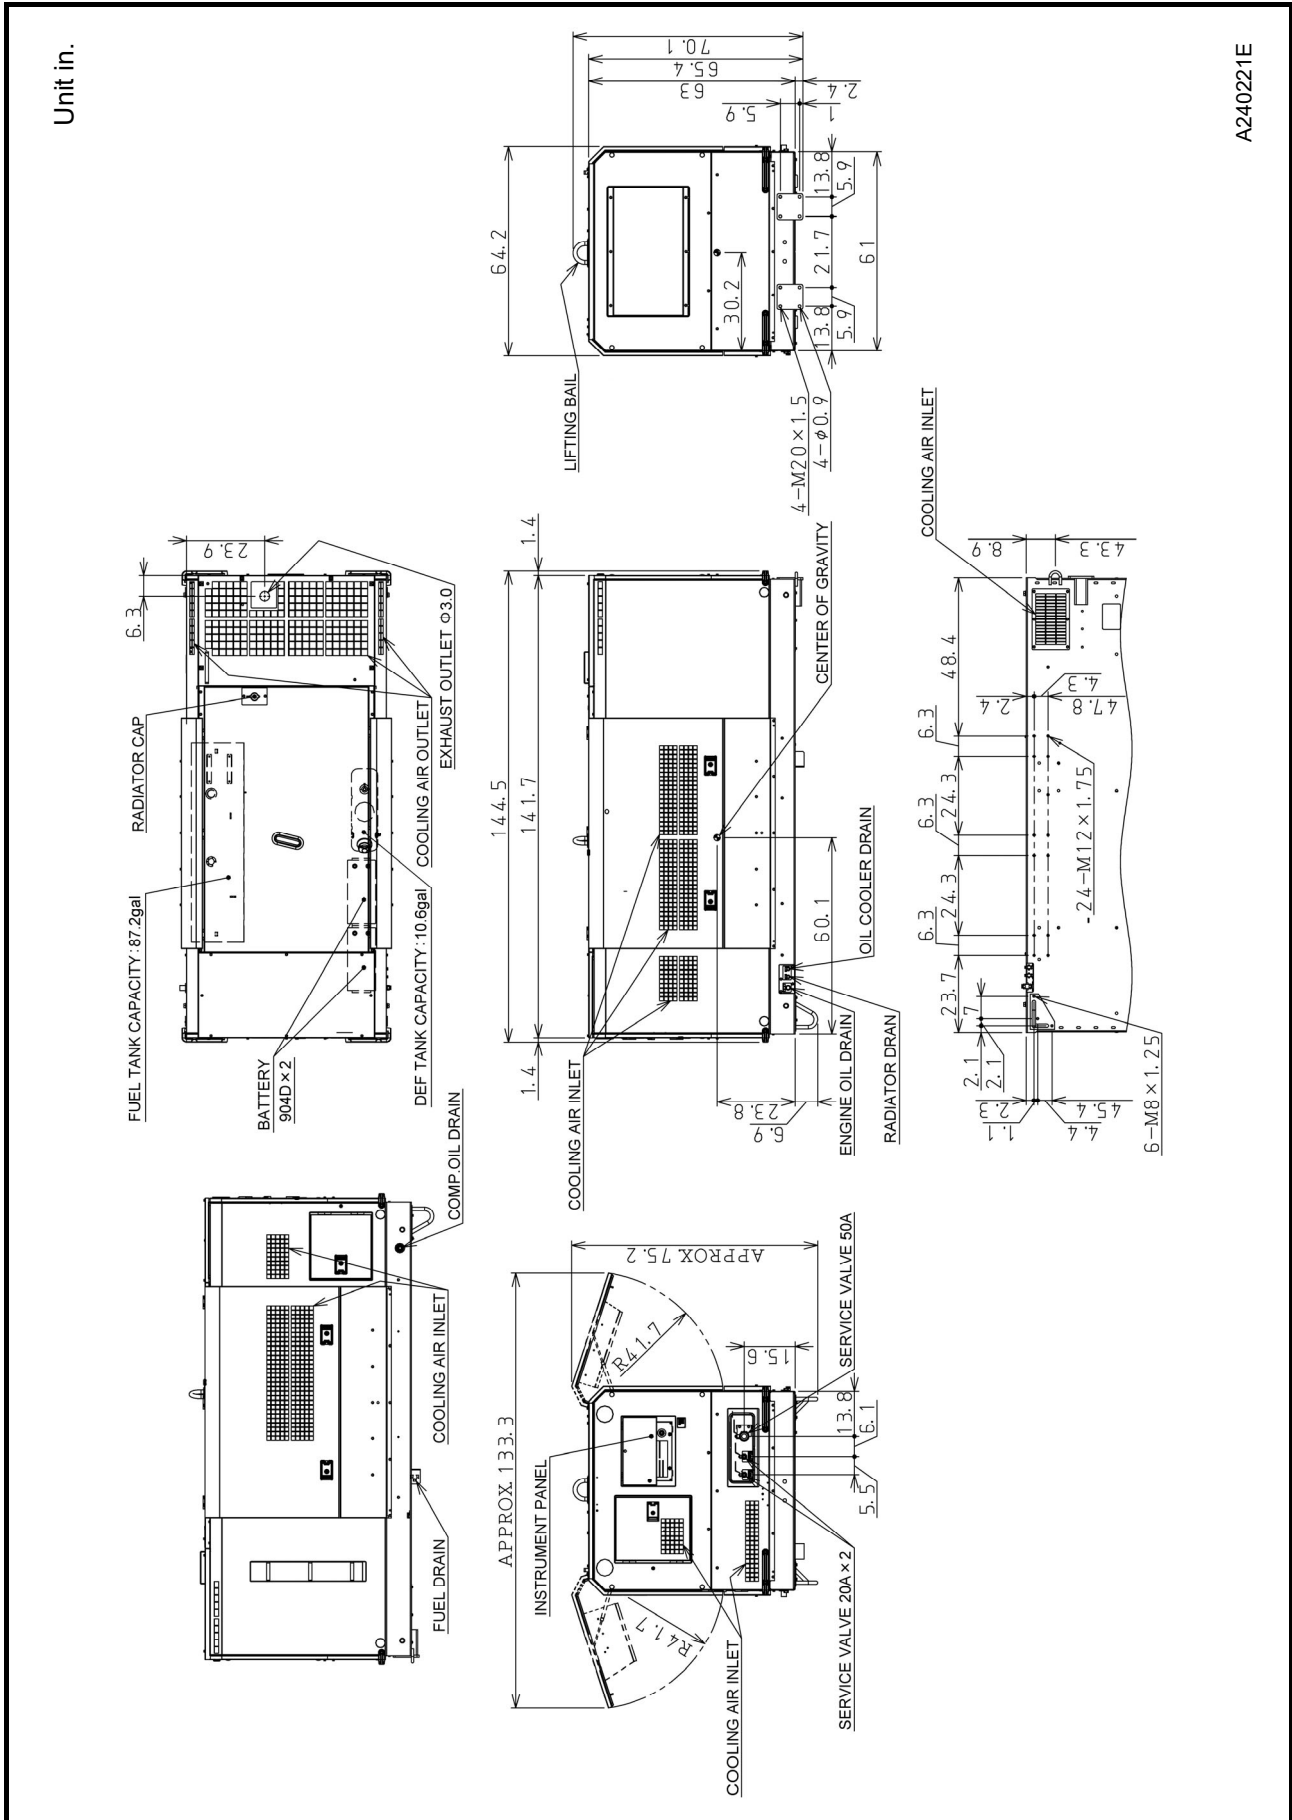 Unit in.
FUEL TANK CAPACITY:87.2gal
RADIATOR CAP
6.3
23.9
BATTERY
904D×2
DEF TANK CAPACITY:10.6gal
COOLING AIR OUTLET
EXHAUST OUTLET Φ3.0
COMP.OIL DRAIN
COOLING AIR INLET
FUEL DRAIN
APPROX.133.3
APPROX.75.2
R41.7
R41.7
INSTRUMENT PANEL
15.6
SERVICE VALVE 50A
13.8
6.1
5.5
SERVICE VALVE 20A×2
COOLING AIR INLET
144.5
141.7
1.4
1.4
COOLING AIR INLET
60.1
23.8
6.9
CENTER OF GRAVITY
OIL COOLER DRAIN
ENGINE OIL DRAIN
RADIATOR DRAN
64.2
LIFTING BAIL
30.2
70.1
65.4
63
2.4
5.9
1
13.8
5.9
21.7
13.8
5.9
61
4-M20×1.5
4-φ0.9
COOLING AIR INLET
8.9
43.3
48.4
6.3
24.3
6.3
24.3
6.3
23.7
7
2.1
2.1
2.4
4.3
47.8
-24-M12×1.75
2.3
1.1
4.4
45.4
6-M8×1.25
A240221E